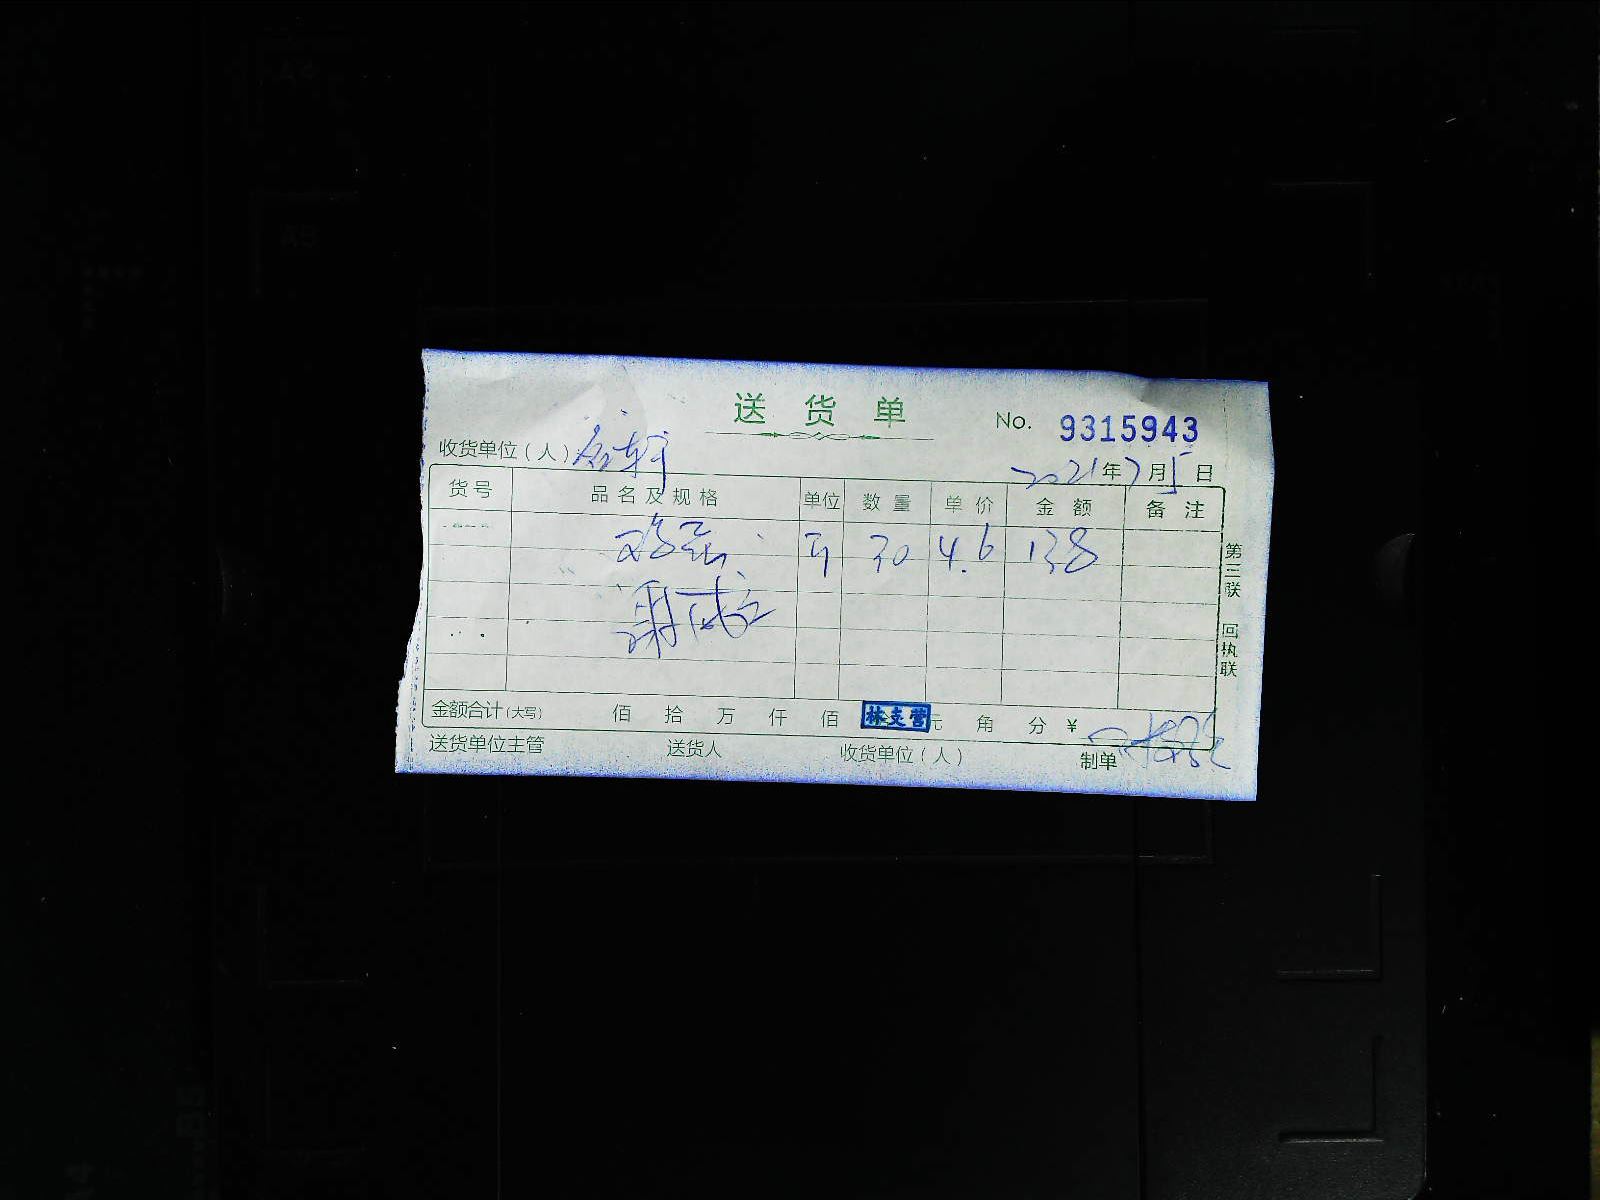 送 货 单
No. 9315943
收货单位(人)
2021年7月5日
货号 品名及规格 单位 数量 单价 金额 备注
鸡蛋 斤 30 4.6 138
谢
金额合计(大写) 佰 拾 万 仟 佰 林支营 元 角 分 ¥
送货单位主管 送货人 收货单位(人) 制单
第三联 回执联